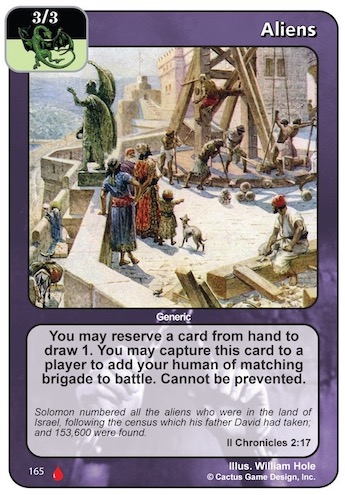 3/3
Aliens
Generic
You may reserve a card from hand to
draw 1. You may capture this card to a
player to add your human of matching
brigade to battle. Cannot be prevented.
Solomon numbered all the aliens who were in the land of
Israel, following the census which his father David had taken;
and 153,600 were found.
II Chronicles 2:17
165
Illus. William Hole
© Cactus Game Design, Inc.